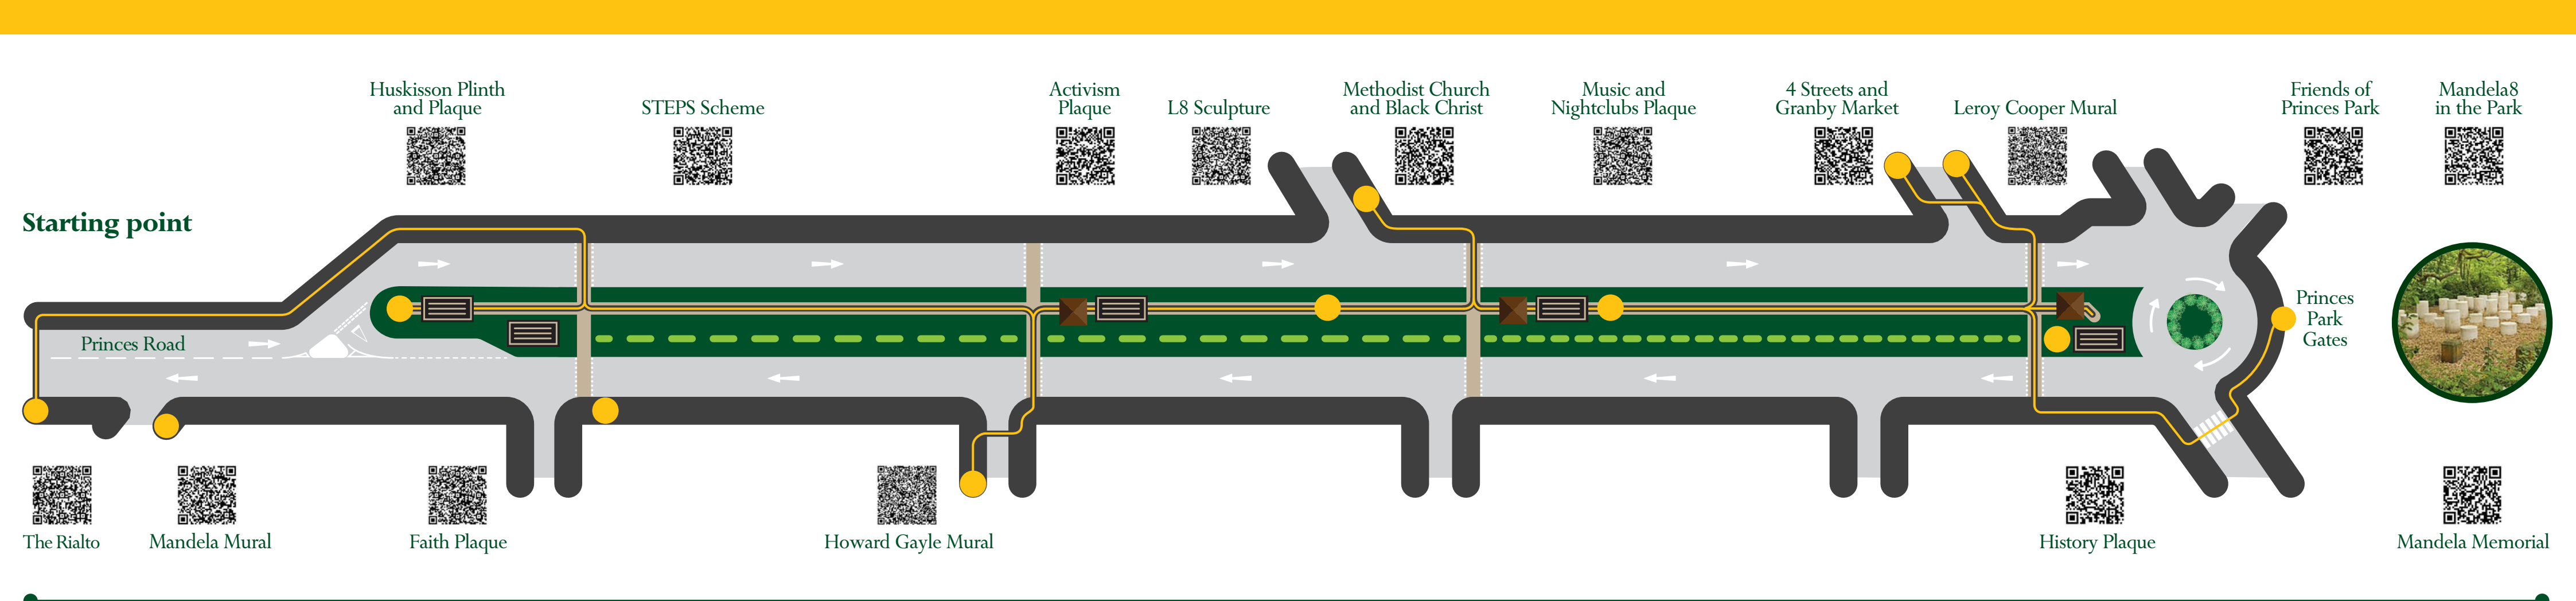 Huskisson Plinth
and Plaque
STEPS Scheme
Activism
Plaque
L8 Sculpture
Methodist Church
and Black Christ
Music and
Nightclubs Plaque
4 Streets and
Granby Market
Leroy Cooper Mural
Friends of
Princes Park
Mandela8
in the Park
Starting point
Princes Road
Princes
Park
Gates
The Rialto
Mandela Mural
Faith Plaque
Howard Gayle Mural
History Plaque
Mandela Memorial